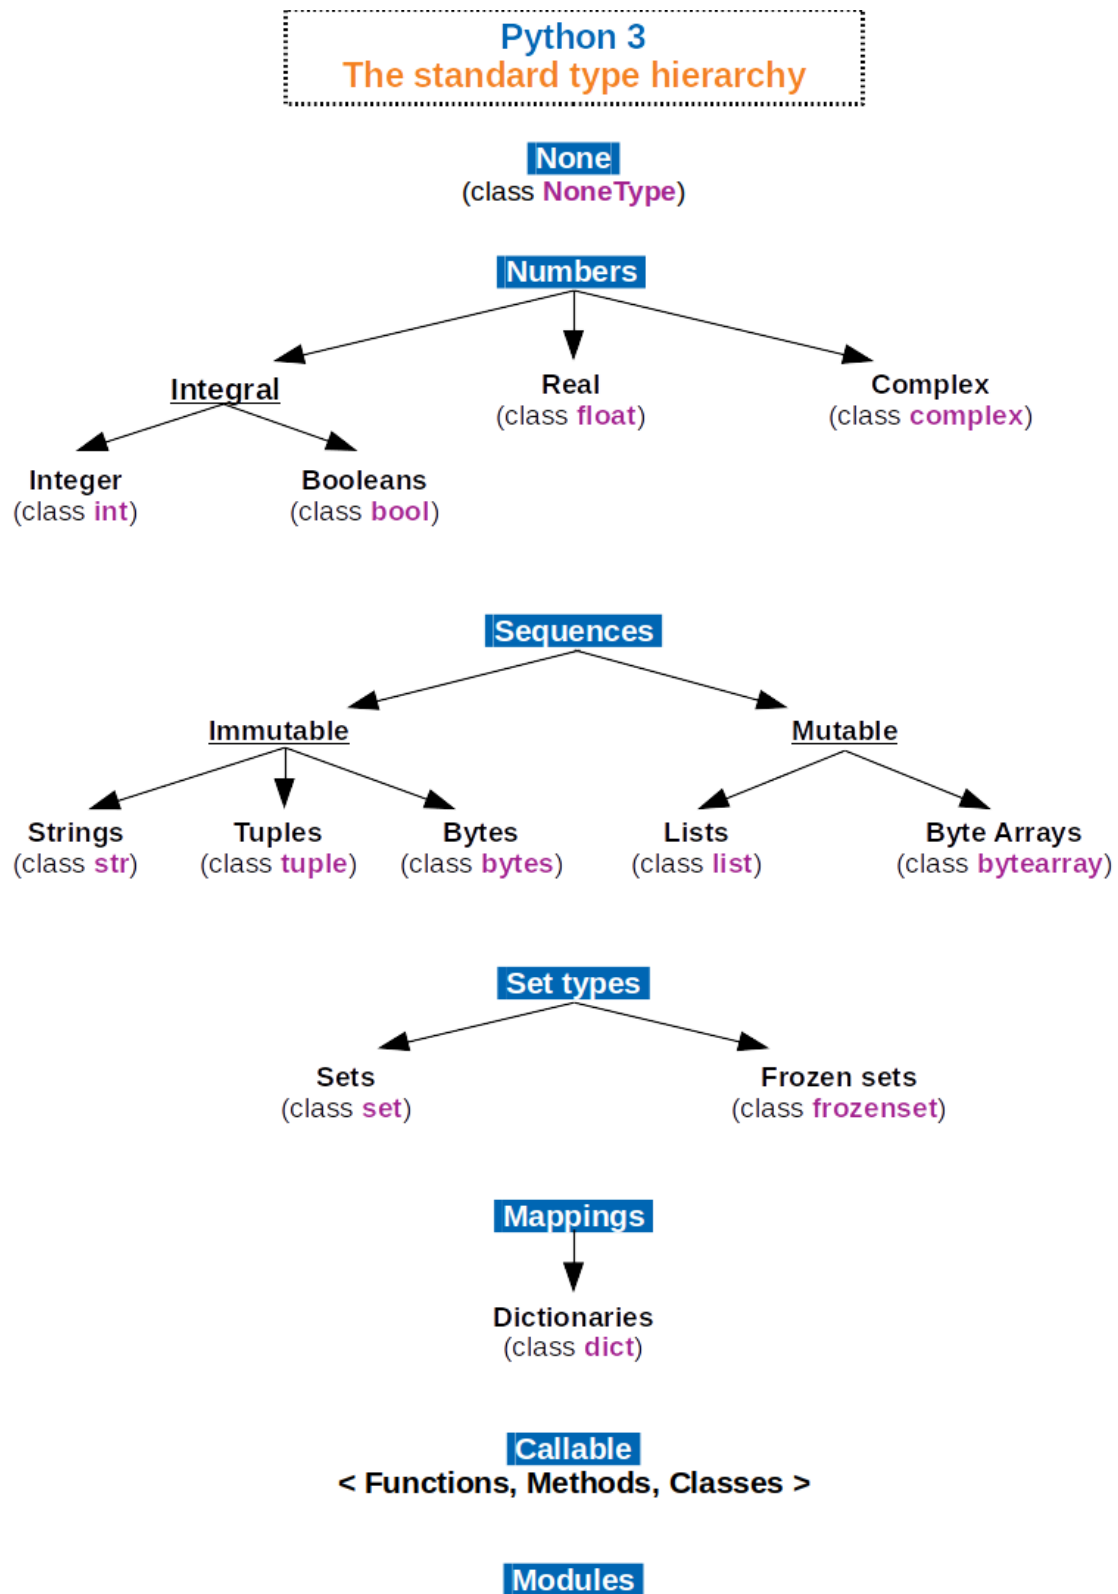 Python 3
The standard type hierarchy
None
(class NoneType)
Numbers
Integral
Real
(class float)
Complex
(class complex)
Integer
(class int)
Booleans
(class bool)
Sequences
Immutable
Mutable
Strings
(class str)
Tuples
(class tuple)
Bytes
(class bytes)
Lists
(class list)
Byte Arrays
(class bytearray)
Set types
Sets
(class set)
Frozen sets
(class frozenset)
Mappings
Dictionaries
(class dict)
Callable
< Functions, Methods, Classes >
Modules